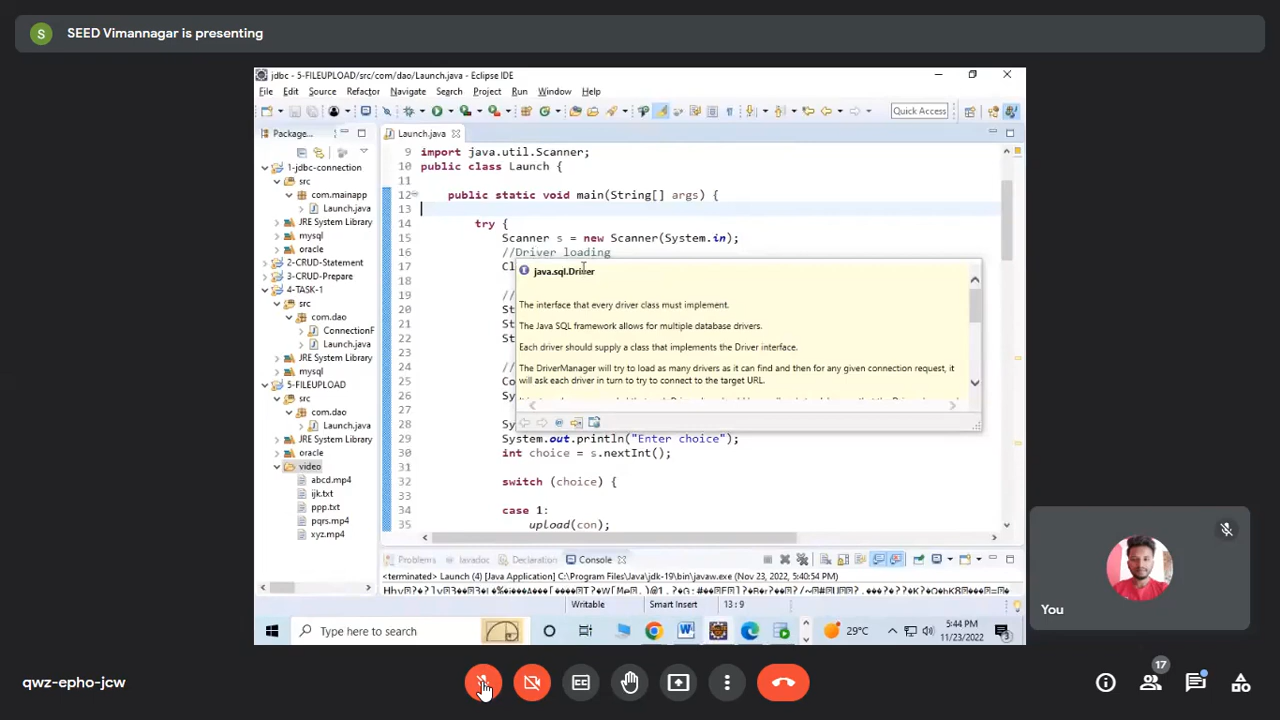 S SEED Vimannagar is presenting
jdbc - 5-FILEUPLOAD/src/com/dao/Launch.java - Eclipse IDE
File Edit Source Refactor Navigate Search Project Run Window Help
Quick Access
Package...
Launch.java
1-jdbc-connection
src
com.mainapp
Launch.java
JRE System Library
mysql
oracle
2-CRUD-Statement
3-CRUD-Prepare
4-TASK-1
src
com.dao
ConnectionF
Launch.java
JRE System Library
mysql
5-FILEUPLOAD
src
com.dao
Launch.java
JRE System Library
oracle
video
abcd.mp4
ijk.txt
ppp.txt
pqrs.mp4
xyz.mp4
9 import java.util.Scanner;
10 public class Launch {
11
12 public static void main(String[] args) {
13
14 try {
15 Scanner s = new Scanner(System.in);
16 //Driver loading
17 Cl
18
19 //
20 St
21 St
22 St
23
24 //
25 Co
26 Sy
27
28 Sy
29 System.out.println("Enter choice");
30 int choice = s.nextInt();
31
32 switch (choice) {
33
34 case 1:
35 upload(con);
java.sql.Driver
The interface that every driver class must implement.
The Java SQL framework allows for multiple database drivers.
Each driver should supply a class that implements the Driver interface.
The DriverManager will try to load as many drivers as it can find and then for any given connection request, it
will ask each driver in turn to try to connect to the target URL.
Problems Javadoc Declaration Console
<terminated> Launch (4) [Java Application] C:\Program Files\Java\jdk-19\bin\javaw.exe (Nov 23, 2022, 5:40:54 PM)
Writable Smart Insert 13 : 9
Type here to search
29°C
5:44 PM
11/23/2022
3
You
qwz-epho-jcw
17